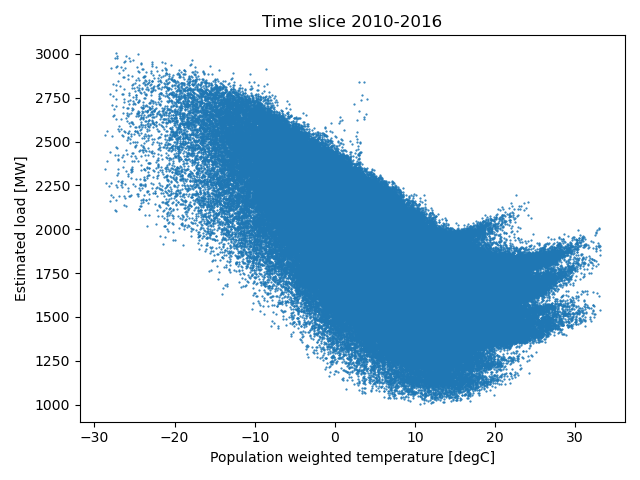 Time slice 2010-2016
3000
2750
2500
2250
2000
1750
1500
1250
1000
Estimated load [MW]
−30 −20 −10 0 10 20 30
Population weighted temperature [degC]